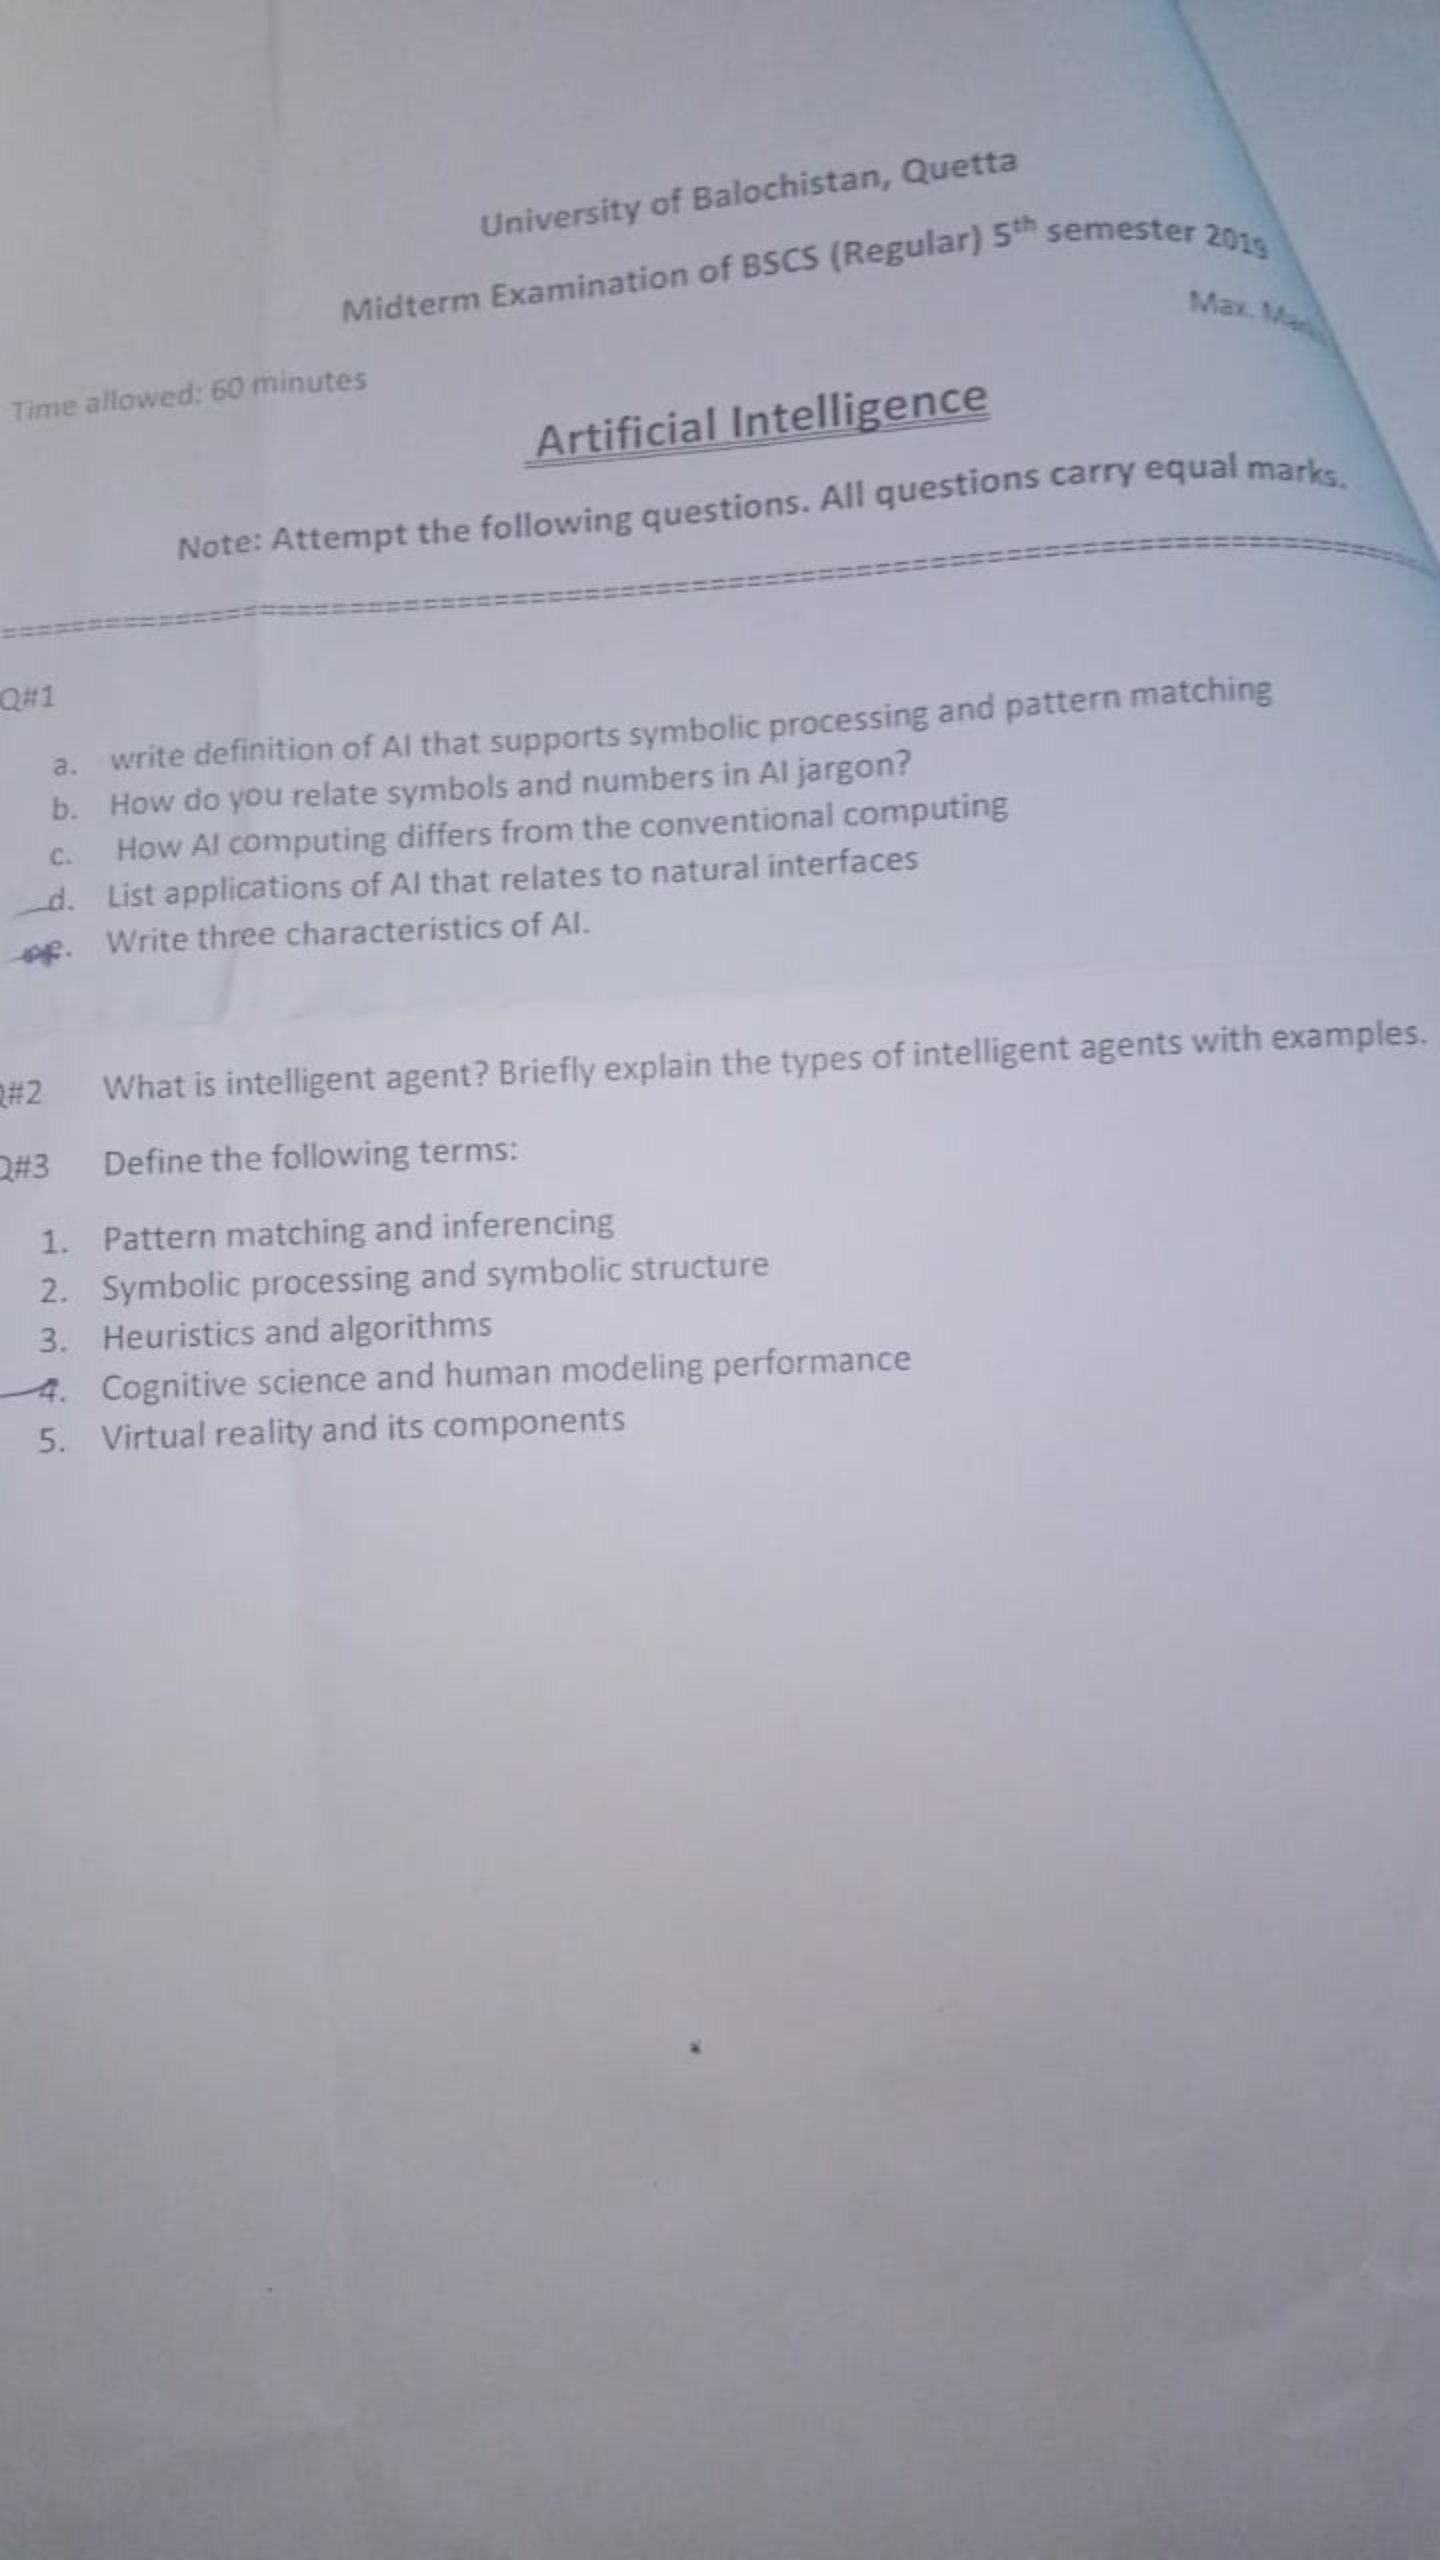 University of Balochistan, Quetta
Midterm Examination of BSCS (Regular) 5th semester 2019
Max.
Time allowed: 60 minutes
Artificial Intelligence
Note: Attempt the following questions. All questions carry equal marks.
Q#1
a. write definition of AI that supports symbolic processing and pattern matching
b. How do you relate symbols and numbers in AI jargon?
c. How AI computing differs from the conventional computing
d. List applications of AI that relates to natural interfaces
e. Write three characteristics of AI.
Q#2 What is intelligent agent? Briefly explain the types of intelligent agents with examples.
Q#3 Define the following terms:
1. Pattern matching and inferencing
2. Symbolic processing and symbolic structure
3. Heuristics and algorithms
4. Cognitive science and human modeling performance
5. Virtual reality and its components